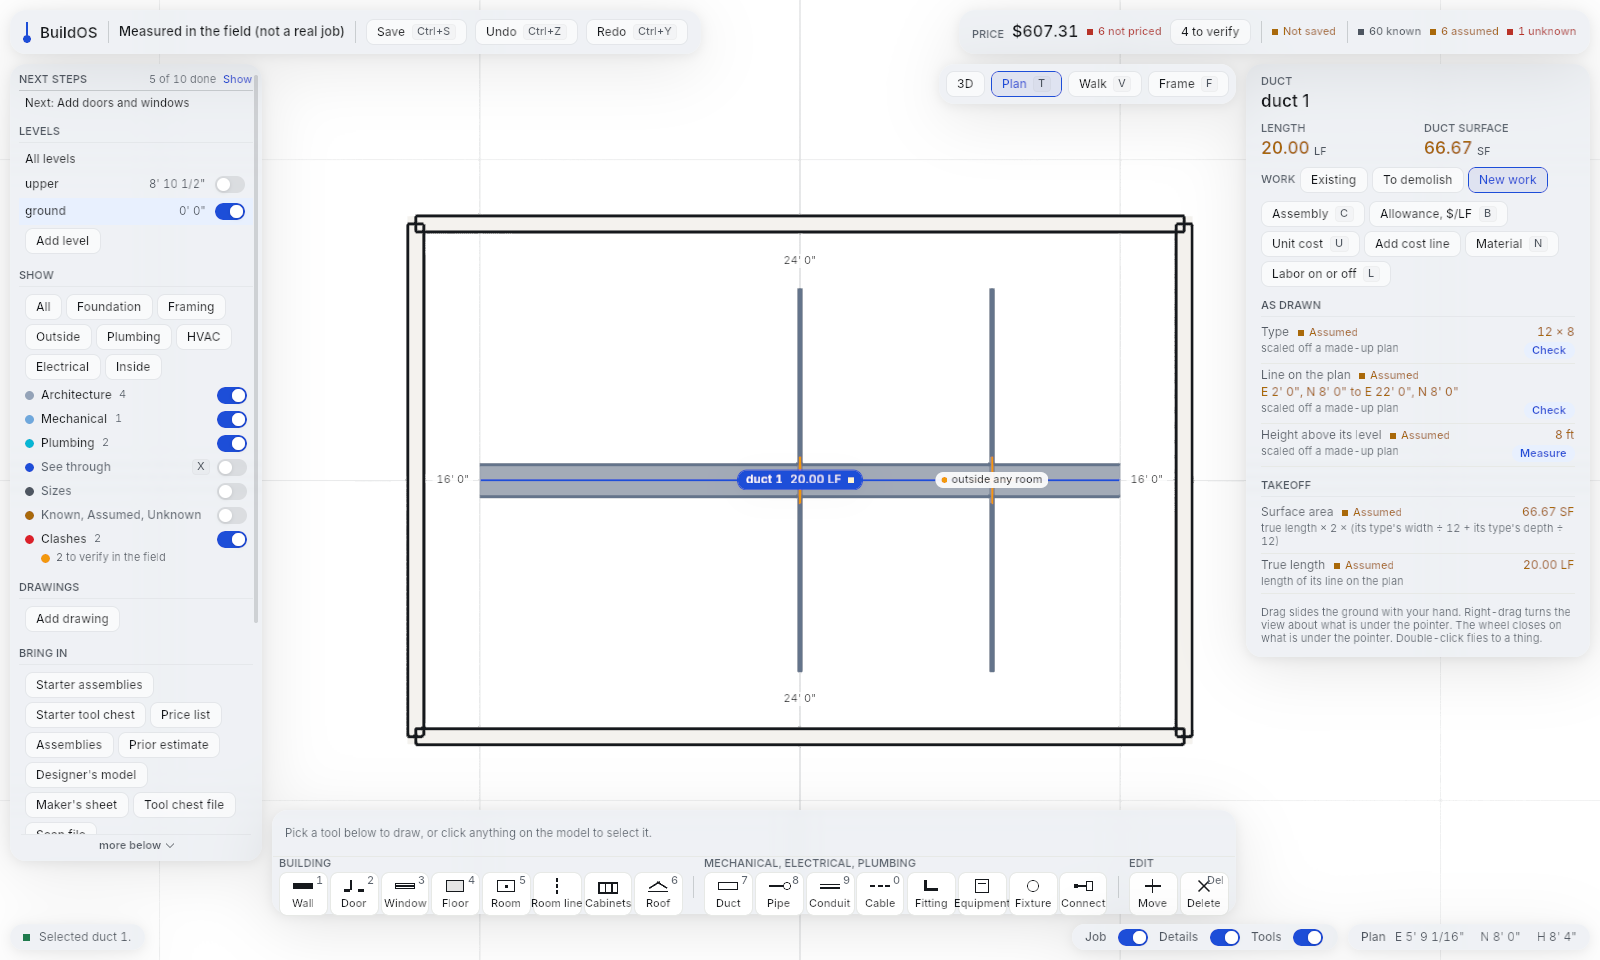 BuildOS
Measured in the field (not a real job)
Save Ctrl+S
Undo Ctrl+Z
Redo Ctrl+Y
PRICE $607.31
6 not priced
4 to verify
Not saved
60 known
6 assumed
1 unknown
3D
Plan T
Walk V
Frame F
NEXT STEPS 5 of 10 done Show
Next: Add doors and windows
LEVELS
All levels
upper 8' 10 1/2"
ground 0' 0"
Add level
SHOW
All Foundation Framing
Outside Plumbing HVAC
Electrical Inside
Architecture 4
Mechanical 1
Plumbing 2
See through X
Sizes
Known, Assumed, Unknown
Clashes 2
2 to verify in the field
DRAWINGS
Add drawing
BRING IN
Starter assemblies
Starter tool chest Price list
Assemblies Prior estimate
Designer's model
Maker's sheet Tool chest file
Scan file
more below
24' 0"
16' 0"
duct 1 20.00 LF
outside any room
16' 0"
24' 0"
DUCT
duct 1
LENGTH DUCT SURFACE
20.00 LF 66.67 SF
WORK Existing To demolish New work
Assembly C Allowance, $/LF B
Unit cost U Add cost line Material N
Labor on or off L
AS DRAWN
Type Assumed 12 × 8
scaled off a made-up plan Check
Line on the plan Assumed
E 2' 0", N 8' 0" to E 22' 0", N 8' 0"
scaled off a made-up plan Check
Height above its level Assumed 8 ft
scaled off a made-up plan Measure
TAKEOFF
Surface area Assumed 66.67 SF
true length × 2 × (its type's width ÷ 12 + its type's depth ÷
12)
True length Assumed 20.00 LF
length of its line on the plan
Drag slides the ground with your hand. Right-drag turns the
view about what is under the pointer. The wheel closes on
what is under the pointer. Double-click flies to a thing.
Pick a tool below to draw, or click anything on the model to select it.
BUILDING
Wall 1
Door 2
Window 3
Floor 4
Room 5
Room line
Cabinets
Roof 6
MECHANICAL, ELECTRICAL, PLUMBING
Duct 7
Pipe 8
Conduit 9
Cable 0
Fitting
Equipment
Fixture
Connect
EDIT
Move
Delete Del
Selected duct 1.
Job Details Tools
Plan E 5' 9 1/16" N 8' 0" H 8' 4"